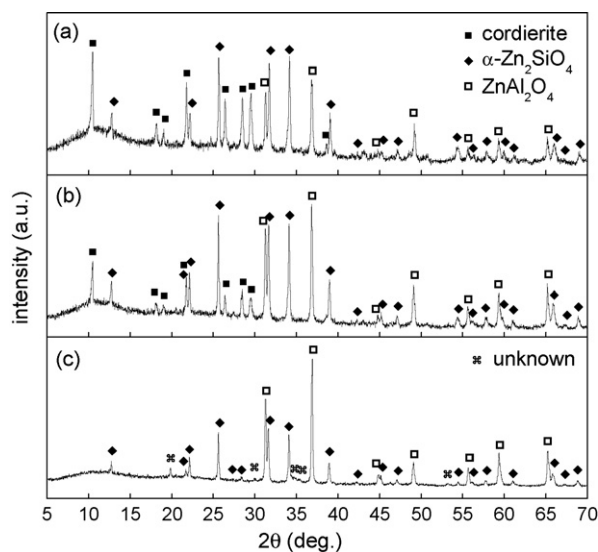 (a)
■ cordierite
◆ α-Zn₂SiO₄
□ ZnAl₂O₄
(b)
(c)
⌘ unknown
intensity (a.u.)
5 10 15 20 25 30 35 40 45 50 55 60 65 70
2θ (deg.)